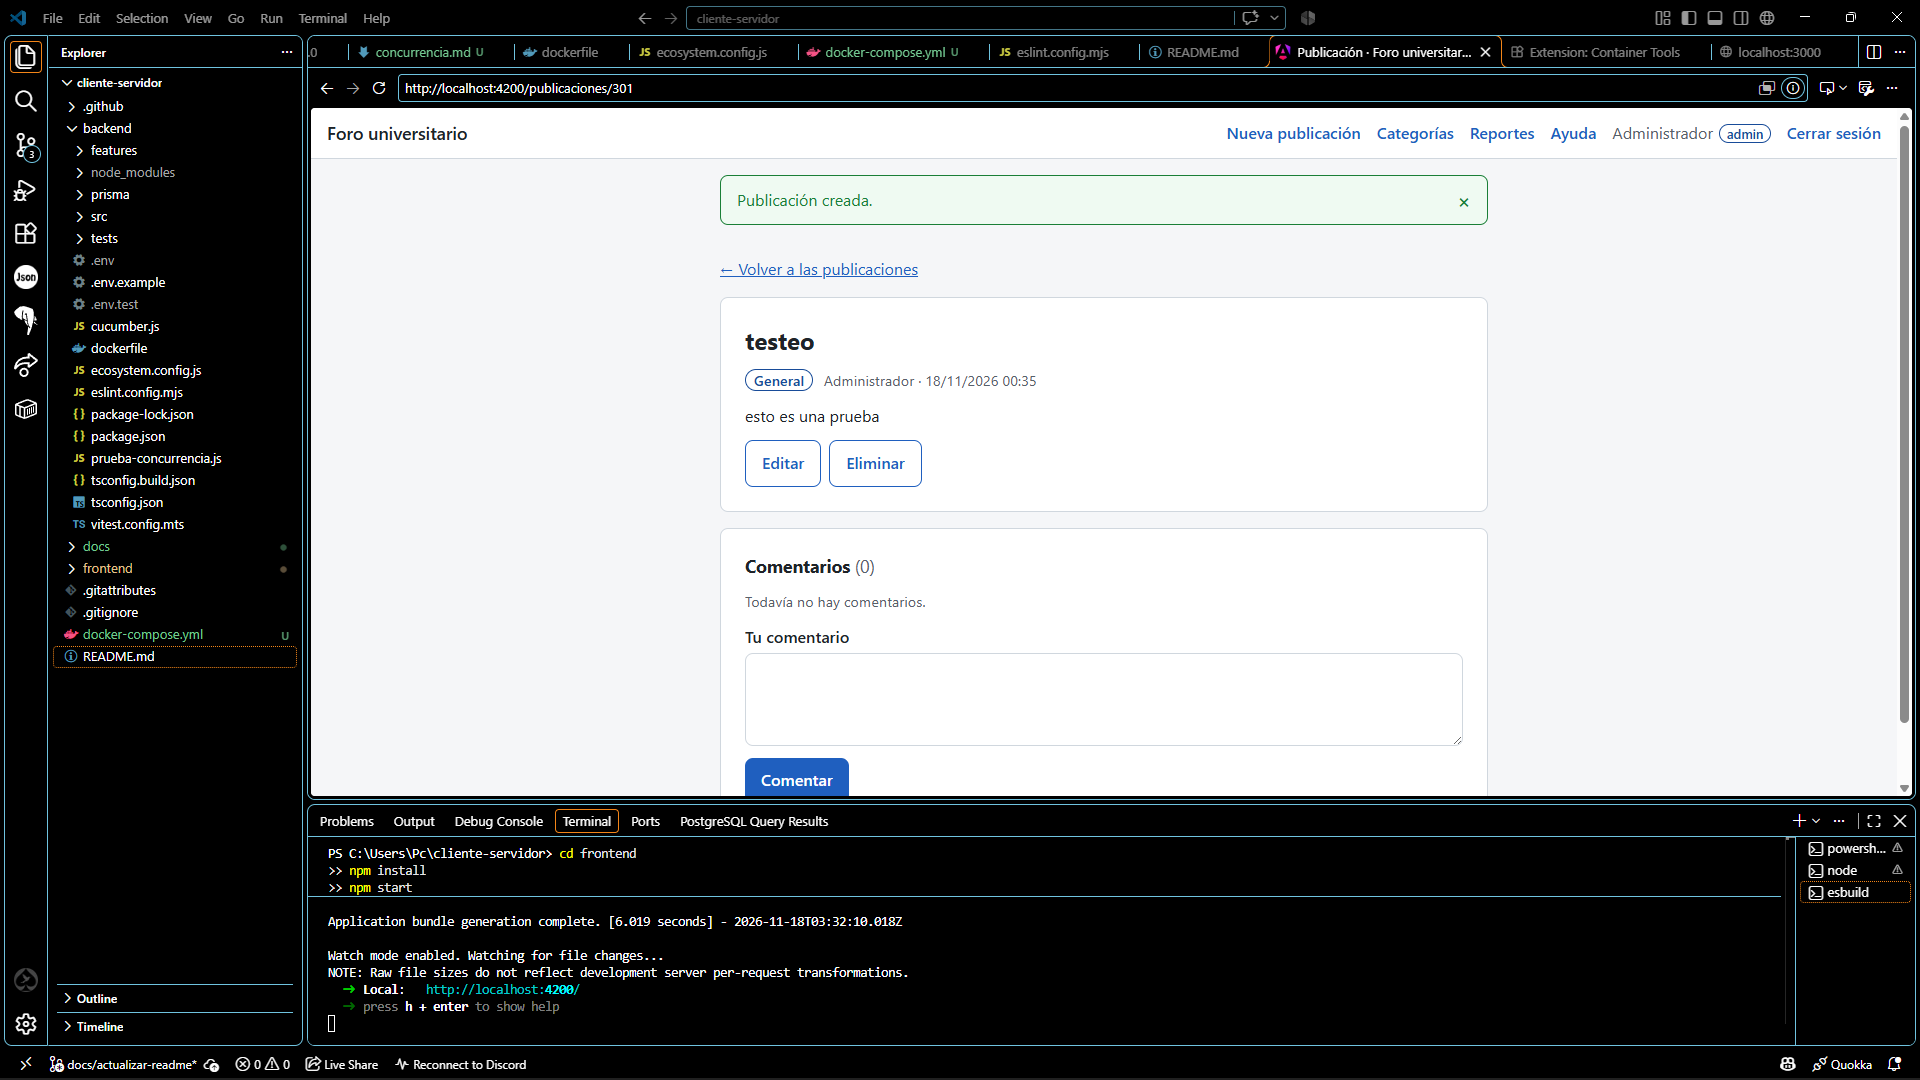 File Edit Selection View Go Run Terminal Help
cliente-servidor
Explorer
.0
concurrencia.md U
dockerfile
ecosystem.config.js
docker-compose.yml U
eslint.config.mjs
README.md
Publicación · Foro universitar...
Extension: Container Tools
localhost:3000
http://localhost:4200/publicaciones/301
cliente-servidor
.github
backend
features
node_modules
prisma
src
tests
.env
.env.example
.env.test
cucumber.js
dockerfile
ecosystem.config.js
eslint.config.mjs
package-lock.json
package.json
prueba-concurrencia.js
tsconfig.build.json
tsconfig.json
vitest.config.mts
docs
frontend
.gitattributes
.gitignore
docker-compose.yml U
README.md
Outline
Timeline
Foro universitario
Nueva publicación Categorías Reportes Ayuda Administrador admin Cerrar sesión
Publicación creada. ×
← Volver a las publicaciones
testeo
General Administrador · 18/11/2026 00:35
esto es una prueba
Editar Eliminar
Comentarios (0)
Todavía no hay comentarios.
Tu comentario
Comentar
Problems Output Debug Console Terminal Ports PostgreSQL Query Results
PS C:\Users\Pc\cliente-servidor> cd frontend
>> npm install
>> npm start
Application bundle generation complete. [6.019 seconds] - 2026-11-18T03:32:10.018Z
Watch mode enabled. Watching for file changes...
NOTE: Raw file sizes do not reflect development server per-request transformations.
➜ Local: http://localhost:4200/
➜ press h + enter to show help
powersh...
node
esbuild
docs/actualizar-readme* 0 0 Live Share Reconnect to Discord
Quokka